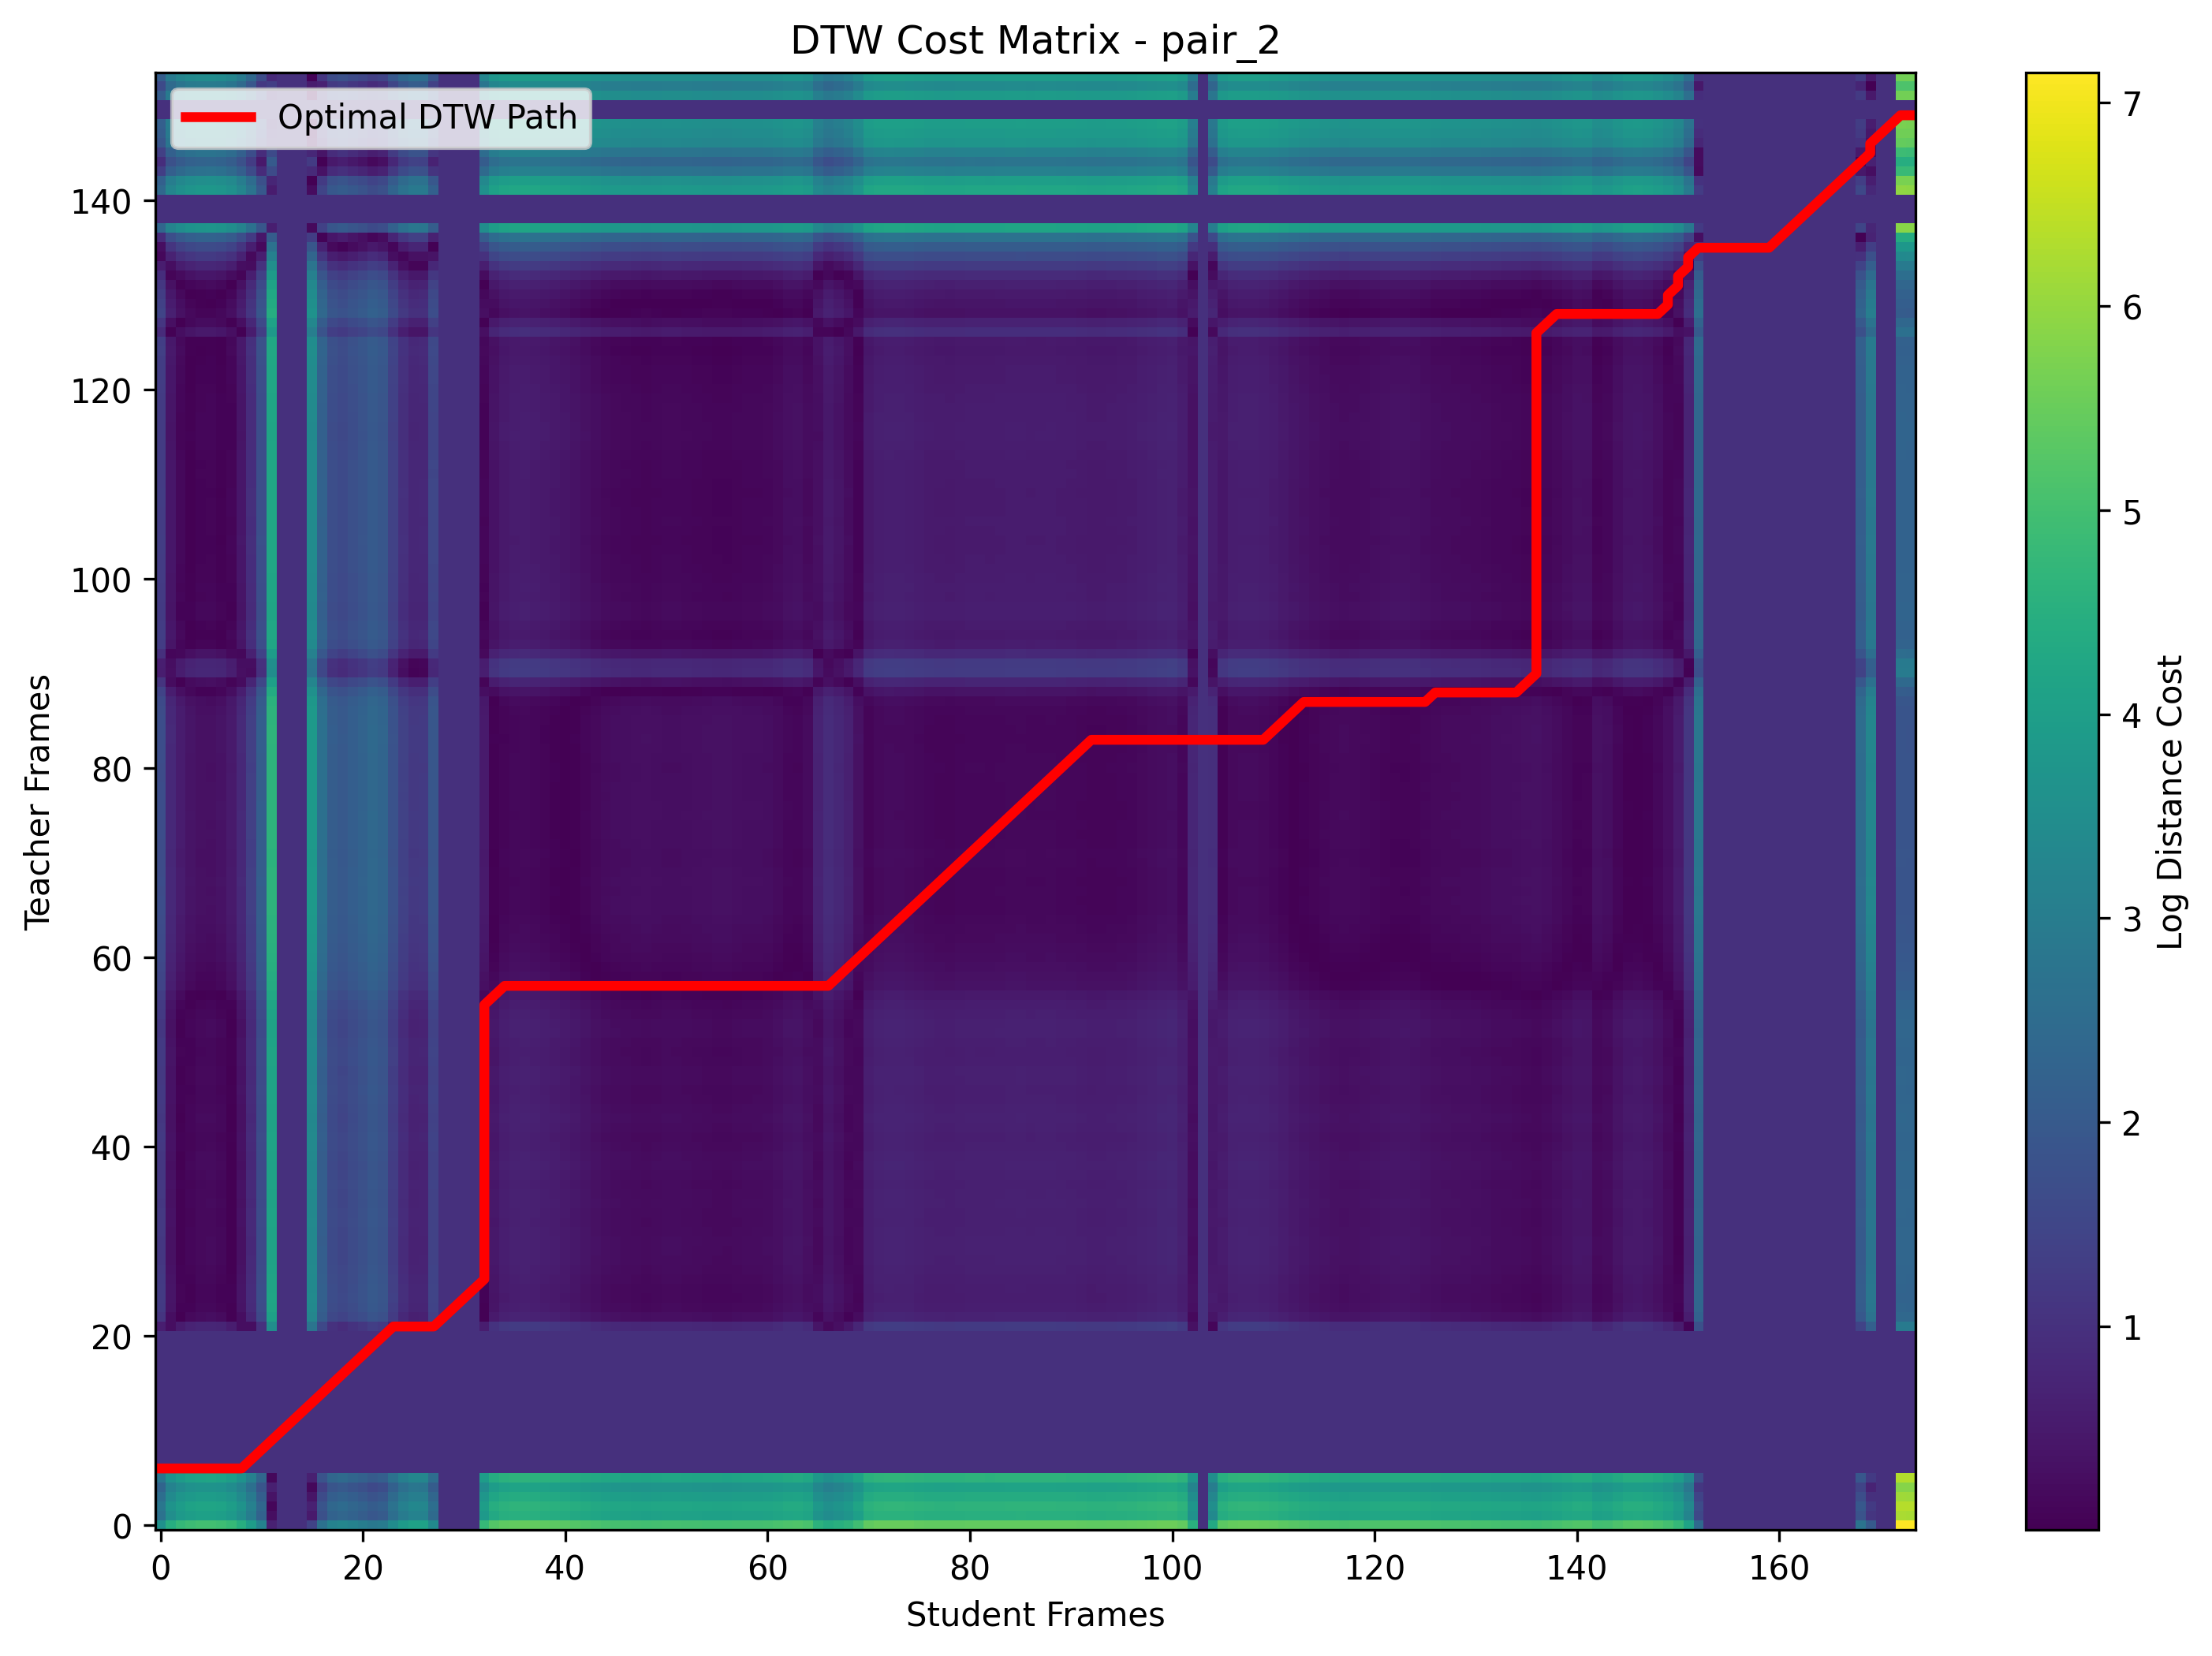 DTW Cost Matrix - pair_2
Optimal DTW Path
Teacher Frames
140
120
100
80
60
40
20
0
0 20 40 60 80 100 120 140 160
Student Frames
7
6
5
4
3
2
1
Log Distance Cost